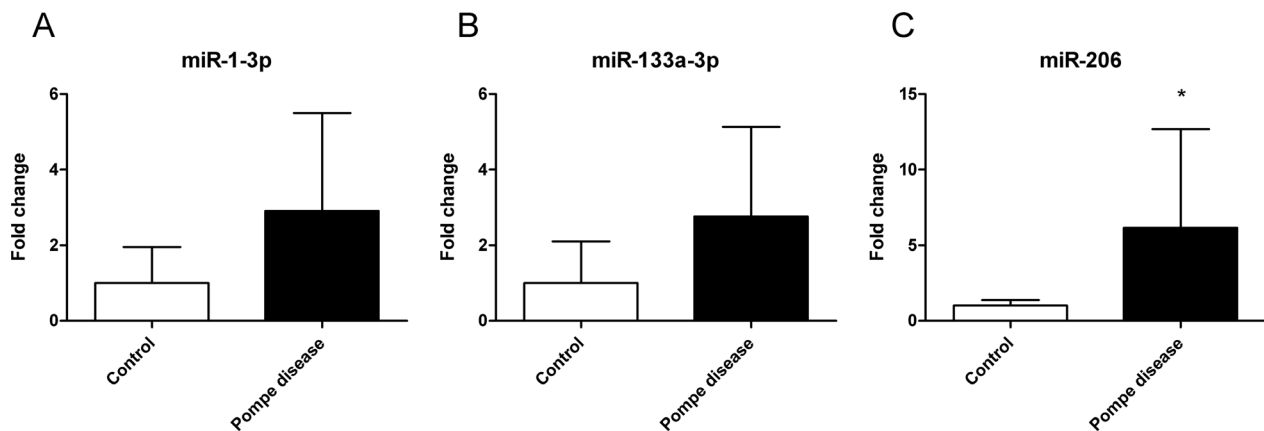 A
miR-1-3p
Fold change
6
4
2
0
Control
Pompe disease
B
miR-133a-3p
Fold change
6
4
2
0
Control
Pompe disease
C
miR-206
Fold change
15
10
5
0
*
Control
Pompe disease